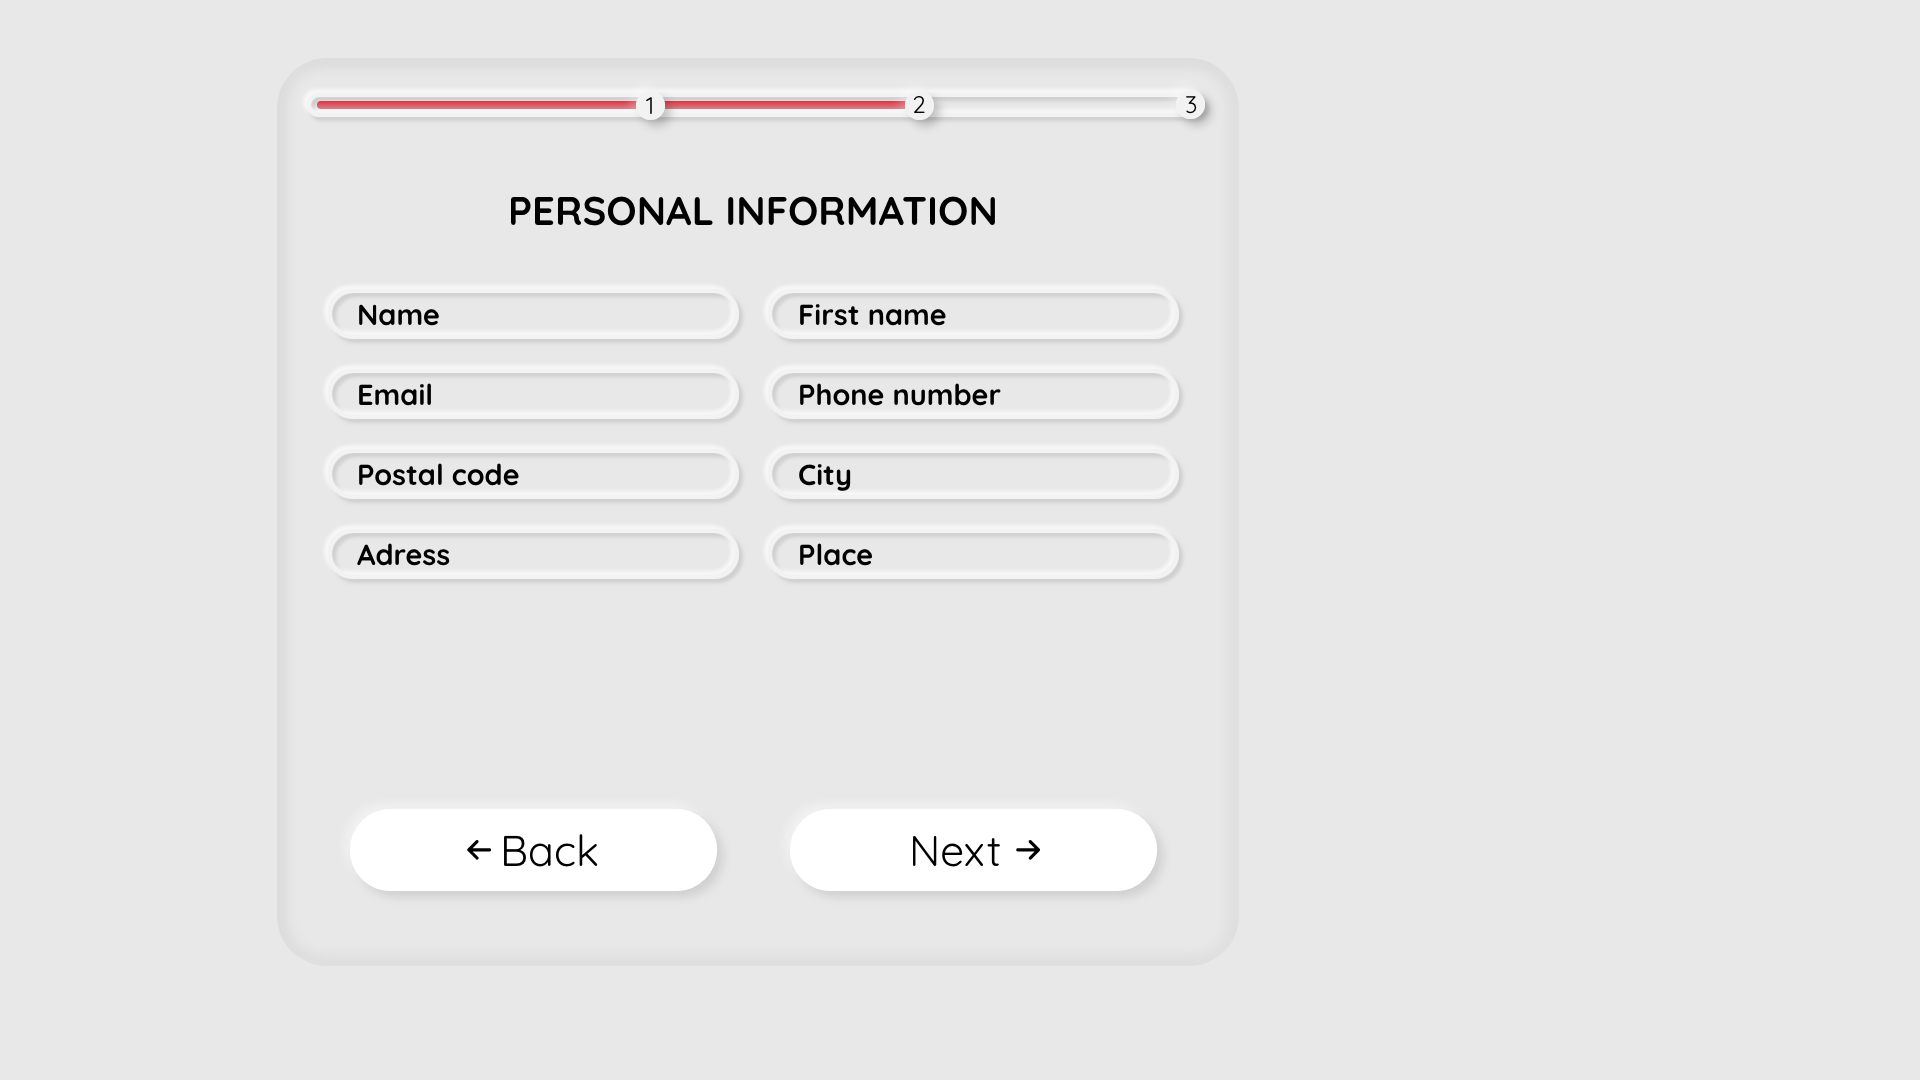 1 2 3
PERSONAL INFORMATION
Name First name
Email Phone number
Postal code City
Adress Place
← Back Next →